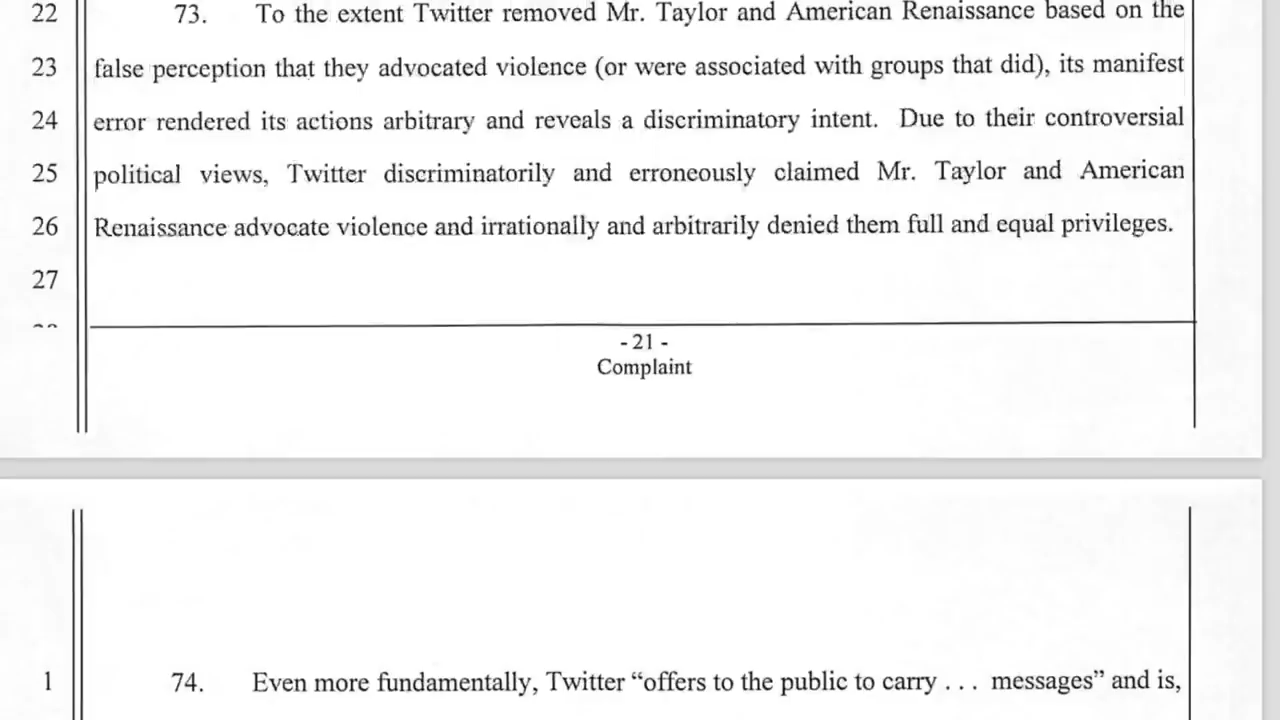 22 73. To the extent Twitter removed Mr. Taylor and American Renaissance based on the
23 false perception that they advocated violence (or were associated with groups that did), its manifest
24 error rendered its actions arbitrary and reveals a discriminatory intent. Due to their controversial
25 political views, Twitter discriminatorily and erroneously claimed Mr. Taylor and American
26 Renaissance advocate violence and irrationally and arbitrarily denied them full and equal privileges.
27
- 21 -
Complaint
1 74. Even more fundamentally, Twitter “offers to the public to carry . . . messages” and is,